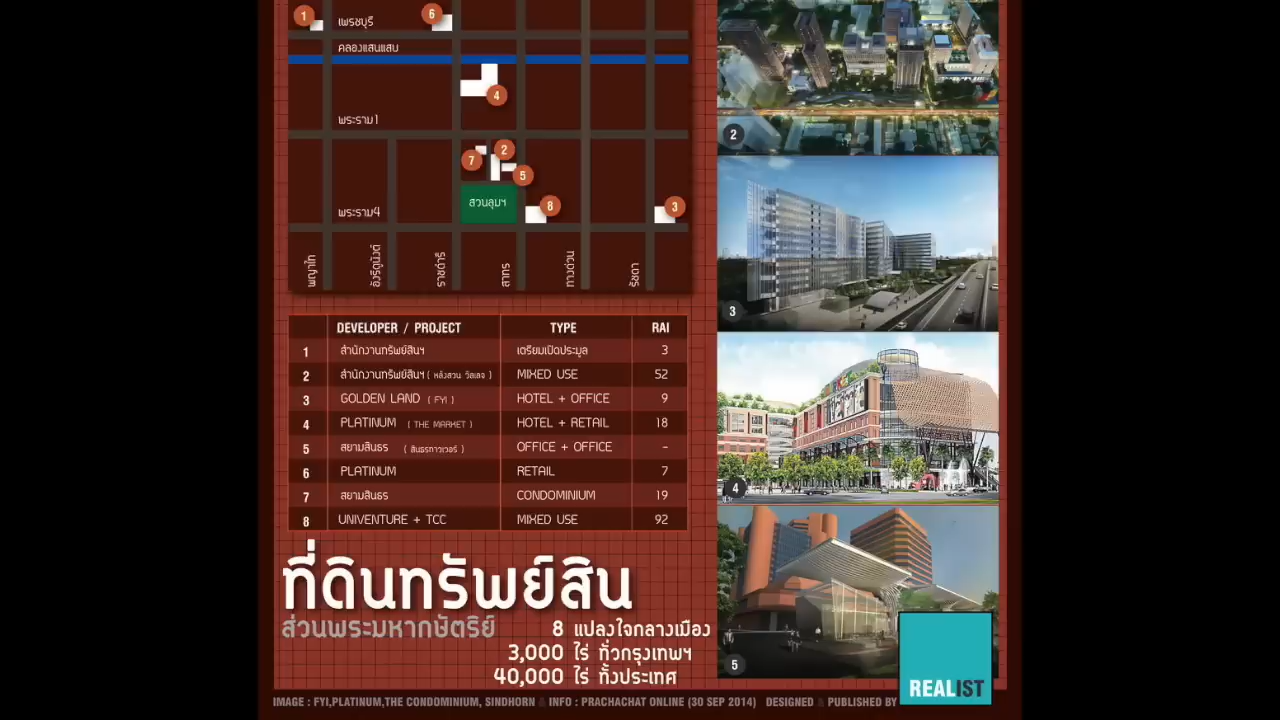 1
เพรชบุรี
6
คลองแสนแสบ
4
พระราม1
7
2
5
สวนลุมฯ
พระราม4
8
3
พญาไท
อังรีดูนังต์
ราชดำริ
สาทร
ทางด่วน
รัชดา
DEVELOPER / PROJECT TYPE RAI
1 สำนักงานทรัพย์สินฯ เตรียมเปิดประมูล 3
2 สำนักงานทรัพย์สินฯ ( หลังสวน วิลเลจ ) MIXED USE 52
3 GOLDEN LAND ( FYI ) HOTEL + OFFICE 9
4 PLATINUM ( THE MARKET ) HOTEL + RETAIL 18
5 สยามสินธร ( สินธรทาวเวอร์ ) OFFICE + OFFICE -
6 PLATINUM RETAIL 7
7 สยามสินธร CONDOMINIUM 19
8 UNIVENTURE + TCC MIXED USE 92
ที่ดินทรัพย์สิน
ส่วนพระมหากษัตริย์
8 แปลงใจกลางเมือง
3,000 ไร่ ทั่วกรุงเทพฯ
40,000 ไร่ ทั้งประเทศ
2
3
4
5
REALIST
IMAGE : FYI,PLATINUM,THE CONDOMINIUM, SINDHORN & INFO : PRACHACHAT ONLINE (30 SEP 2014) DESIGNED & PUBLISHED BY